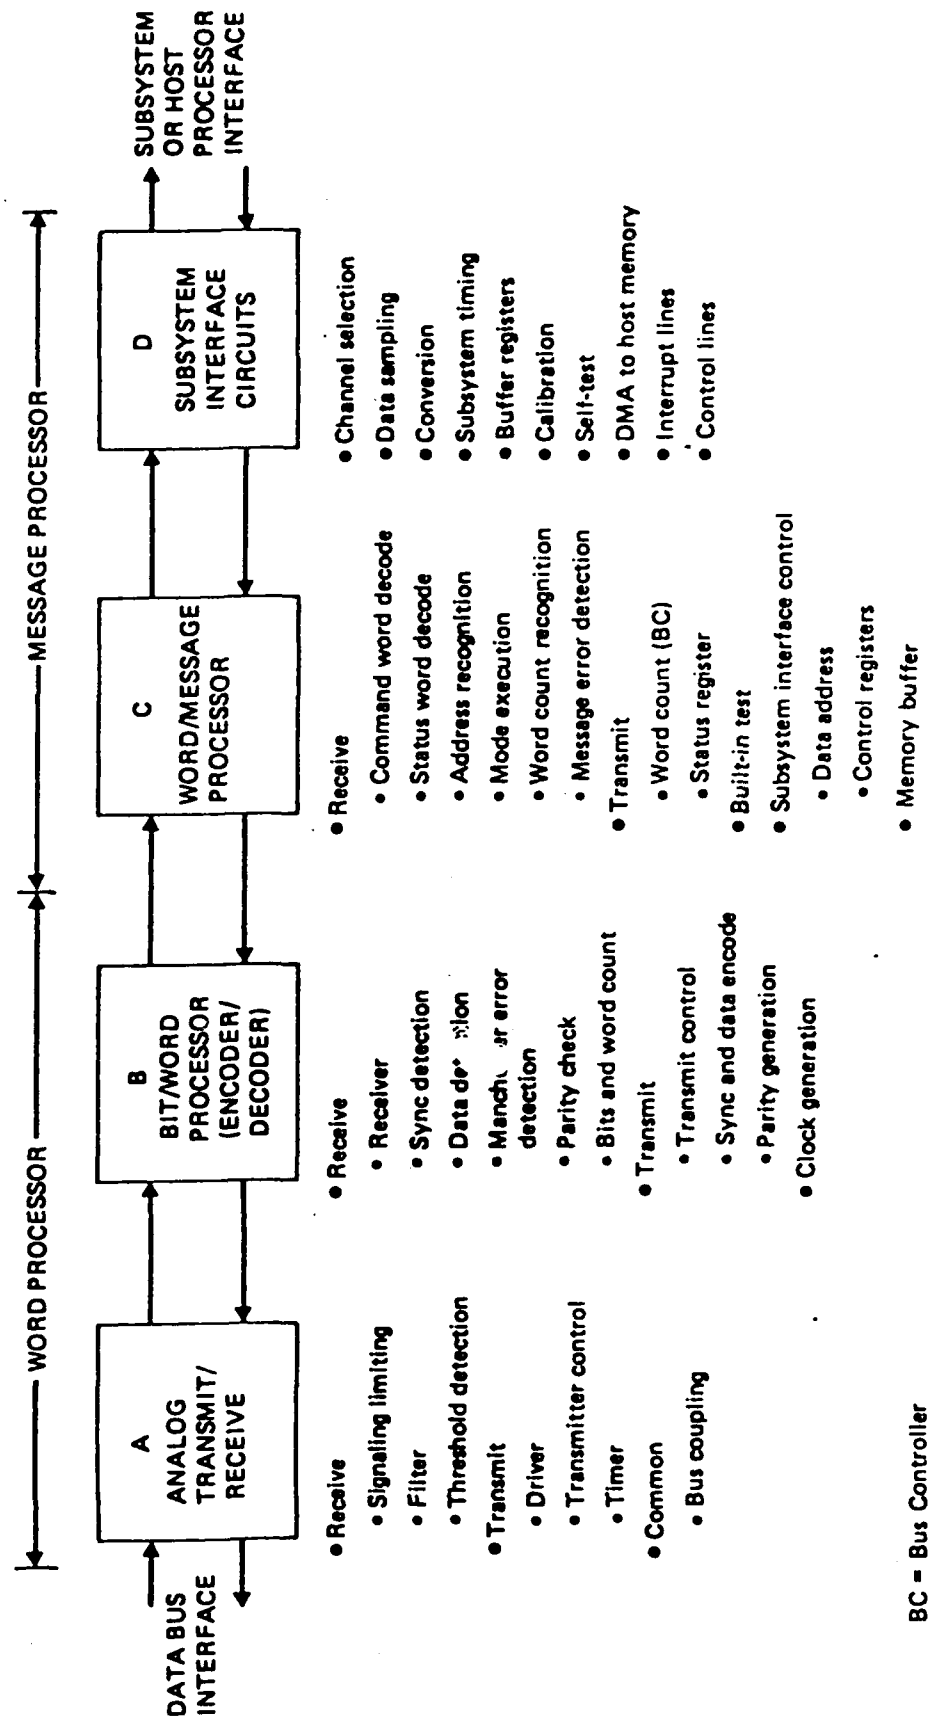 WORD PROCESSOR
MESSAGE PROCESSOR
DATA BUS
INTERFACE
A
ANALOG
TRANSMIT/
RECEIVE
B
BIT/WORD
PROCESSOR
(ENCODER/
DECODER)
C
WORD/MESSAGE
PROCESSOR
D
SUBSYSTEM
INTERFACE
CIRCUITS
SUBSYSTEM
OR HOST
PROCESSOR
INTERFACE
• Receive
• Signaling limiting
• Filter
• Threshold detection
• Transmit
• Driver
• Transmitter control
• Timer
• Common
• Bus coupling
• Receive
• Receiver
• Sync detection
• Data
• error
detection
• Parity check
• Bits and word count
• Transmit
• Transmit control
• Sync and data encode
• Parity generation
• Clock generation
• Receive
• Command word decode
• Status word decode
• Address recognition
• Mode execution
• Word count recognition
• Message error detection
• Transmit
• Word count (BC)
• Status register
• Built-in test
• Subsystem interface control
• Data address
• Control registers
• Memory buffer
• Channel selection
• Data sampling
• Conversion
• Subsystem timing
• Buffer registers
• Calibration
• Self-test
• DMA to host memory
• Interrupt lines
• Control lines
BC = Bus Controller